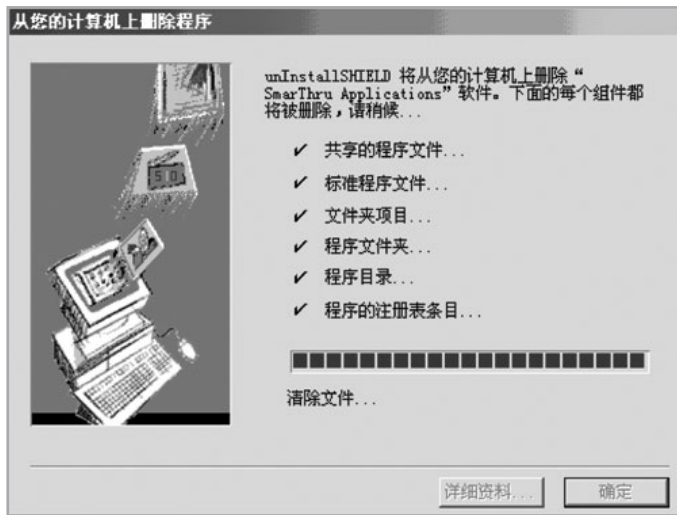 从您的计算机上删除程序
unInstallSHIELD 将从您的计算机上删除“
SmarThru Applications”软件。下面的每个组件都
将被删除，请稍候...
✓ 共享的程序文件...
✓ 标准程序文件...
✓ 文件夹项目...
✓ 程序文件夹...
✓ 程序目录...
✓ 程序的注册表条目...
清除文件...
详细资料...
确定